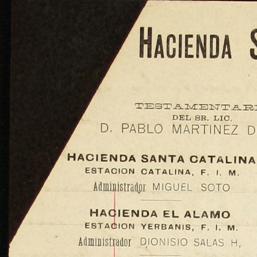 HACIENDA
TESTAMENTARI
DEL SR. LIC.
D. PABLO MARTINEZ D
HACIENDA SANTA CATALINA
ESTACION CATALINA, F. I. M.
Administrador MIGUEL SOTO
HACIENDA EL ALAMO
ESTACION YERBANIS, F. I. M.
Administrador DIONISIO SALAS H,